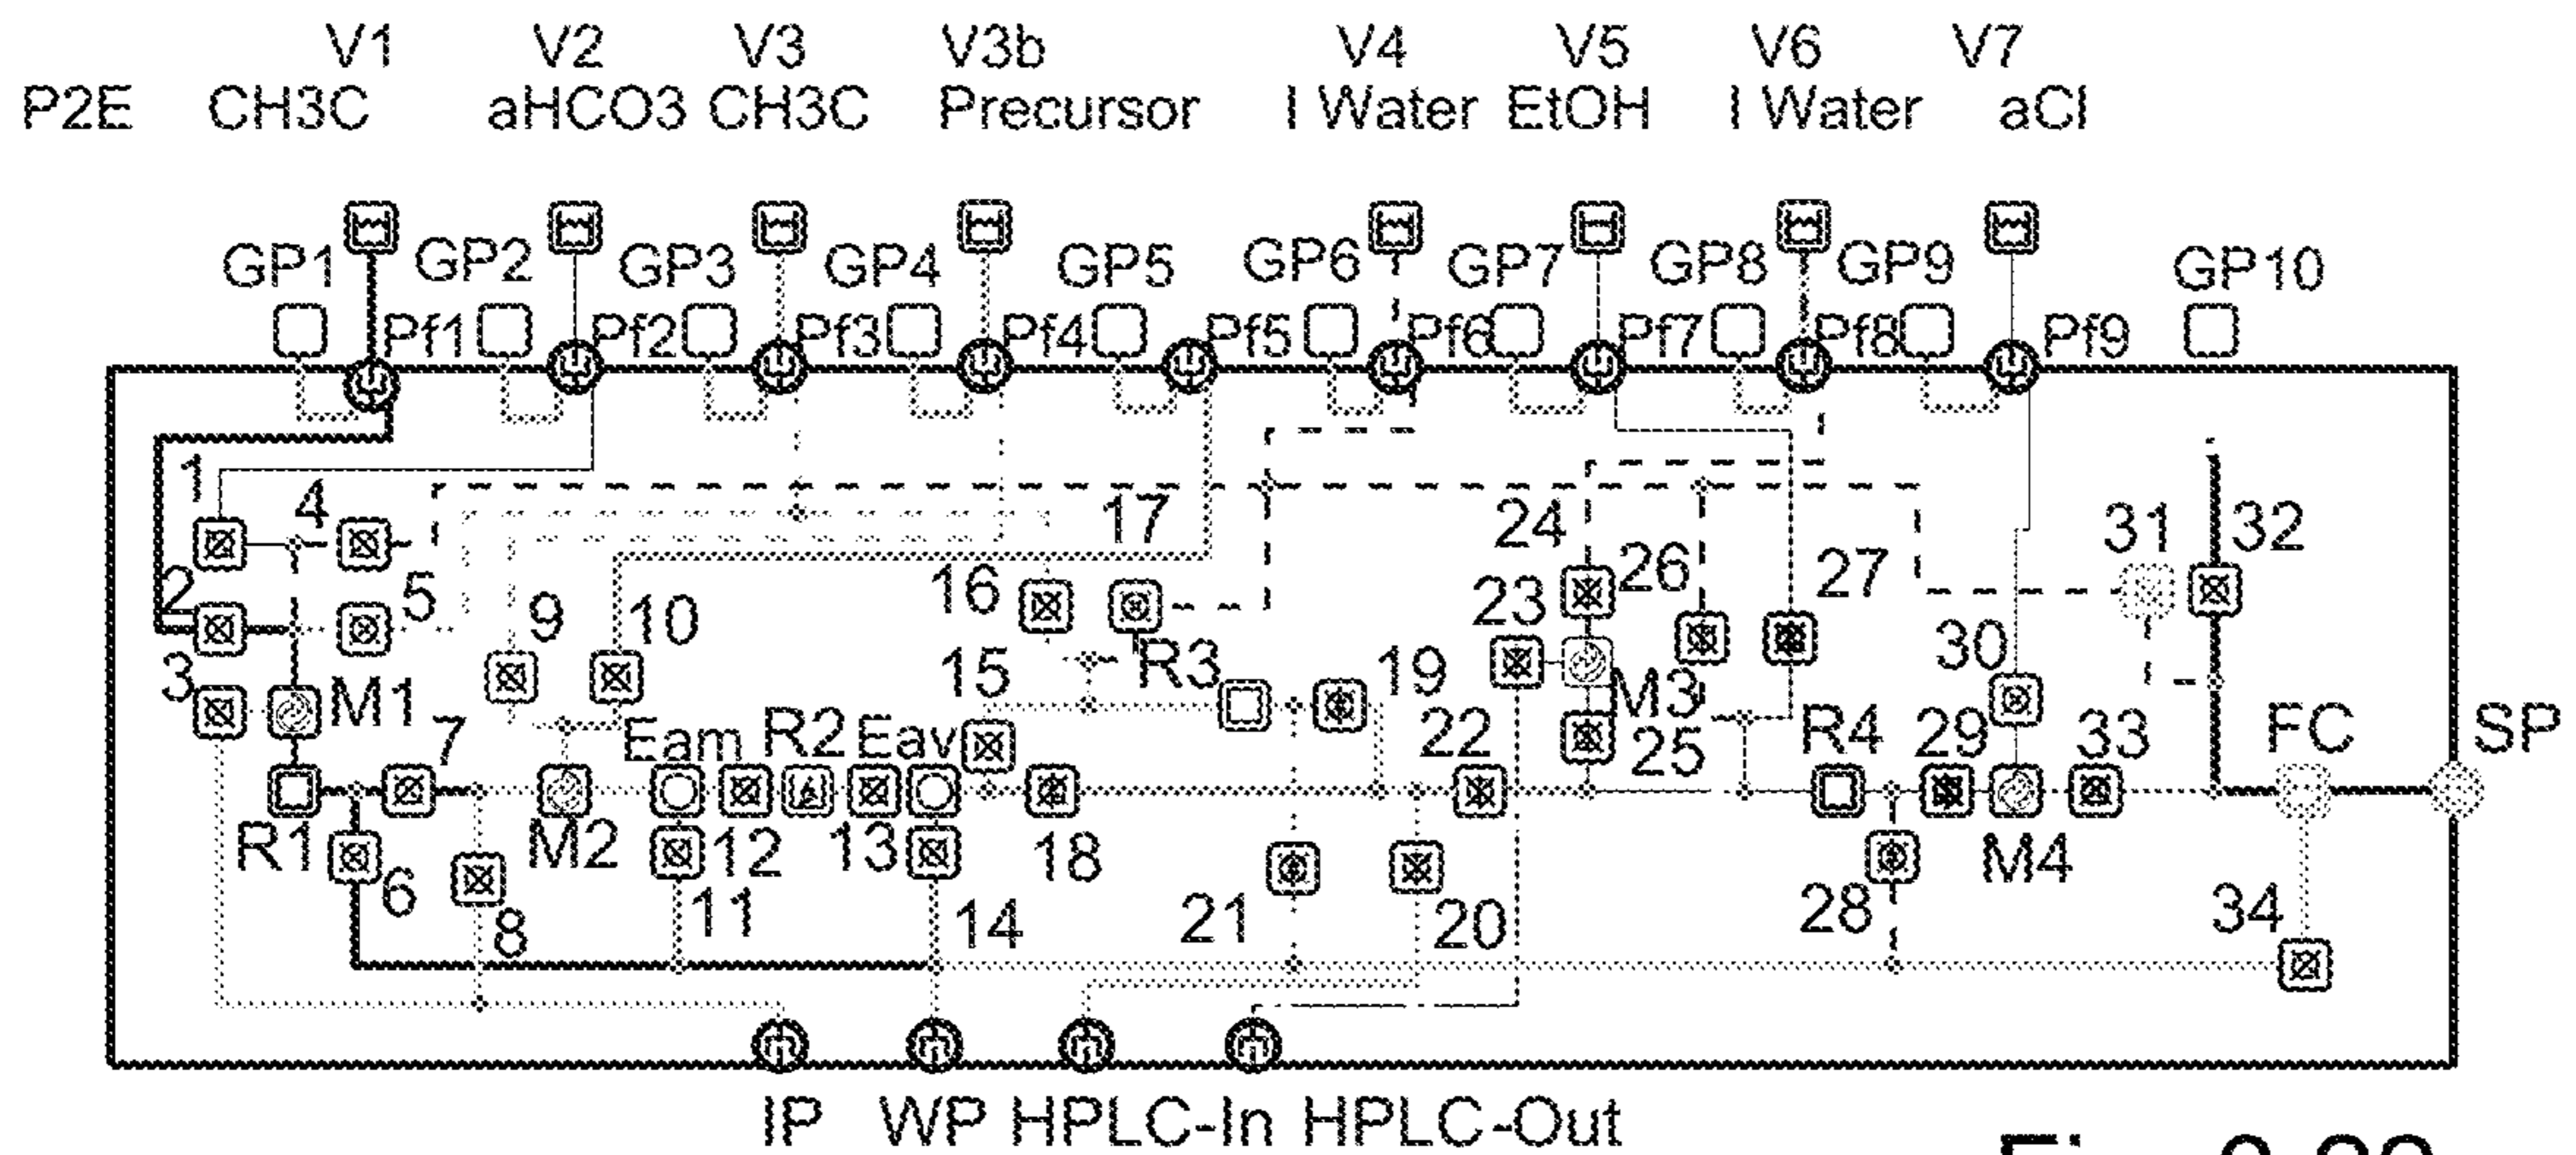 V1 V2 V3 V3b V4 V5 V6 V7
P2E CH3C aHCO3 CH3C Precursor I Water EtOH I Water aCl
GP1 GP2 GP3 GP4 GP5 GP6 GP7 GP8 GP9 GP10
Pf1 Pf2 Pf3 Pf4 Pf5 Pf6 Pf7 Pf8 Pf9
1 4 17 24 31 32
2 5 9 10 16 23 26 27
3 M1 15 R3 19 M3 30
7 Eam R2 Eav 22 25 R4 29 33 FC SP
R1 M2 12 13 18 M4
6 8 11 14 21 20 28 34
IP WP HPLC-In HPLC-Out